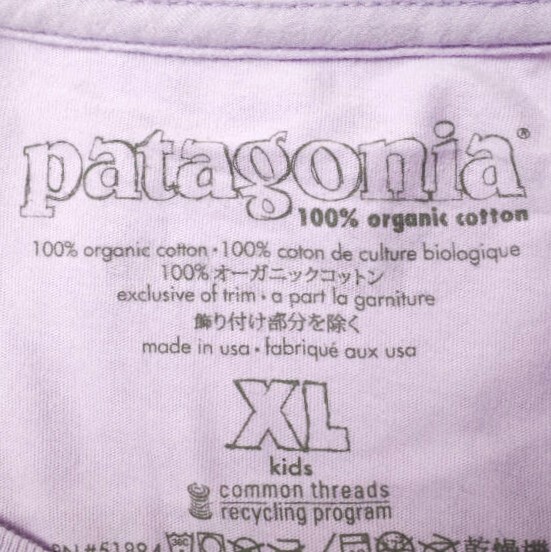 patagonia®
100% organic cotton
100% organic cotton · 100% coton de culture biologique
100% オーガニックコットン
exclusive of trim · a part la garniture
飾り付け部分を除く
made in usa · fabriqué aux usa
XL
kids
common threads
recycling program